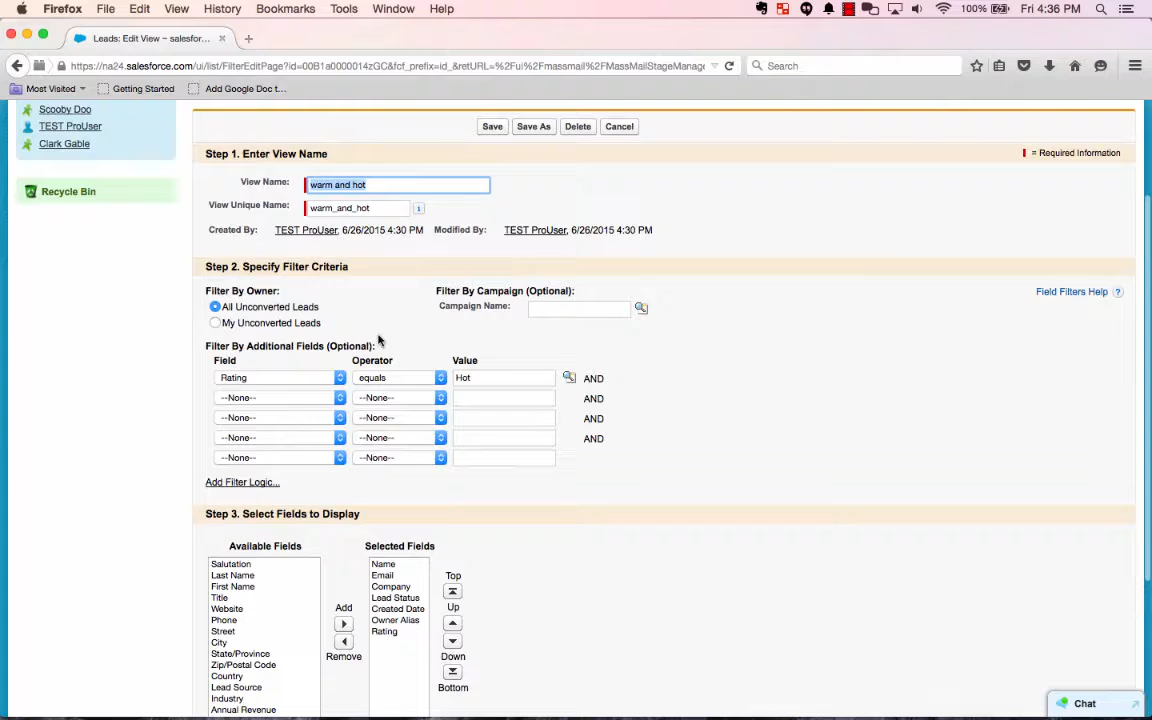 Firefox File Edit View History Bookmarks Tools Window Help 100% Fri 4:36 PM
Leads: Edit View ~ salesfor...
https://na24.salesforce.com/ui/list/FilterEditPage?id=00B1a0000014zGC&fcf_prefix=id_&retURL=%2Fui%2Fmassmail%2FMassMailStageManage Search
Most Visited Getting Started Add Google Doc t...
Scooby Doo
TEST ProUser
Clark Gable
Recycle Bin
Save Save As Delete Cancel
Step 1. Enter View Name = Required Information
View Name: warm and hot
View Unique Name: warm_and_hot i
Created By: TEST ProUser, 6/26/2015 4:30 PM Modified By: TEST ProUser, 6/26/2015 4:30 PM
Step 2. Specify Filter Criteria
Filter By Owner: Filter By Campaign (Optional): Field Filters Help ?
All Unconverted Leads Campaign Name:
My Unconverted Leads
Filter By Additional Fields (Optional):
Field Operator Value
Rating equals Hot AND
--None-- --None-- AND
--None-- --None-- AND
--None-- --None-- AND
--None-- --None--
Add Filter Logic...
Step 3. Select Fields to Display
Available Fields Selected Fields
Salutation
Last Name
First Name
Title
Website
Phone
Street
City
State/Province
Zip/Postal Code
Country
Lead Source
Industry
Annual Revenue
Add
Remove
Name
Email
Company
Lead Status
Created Date
Owner Alias
Rating
Top
Up
Down
Bottom
Chat